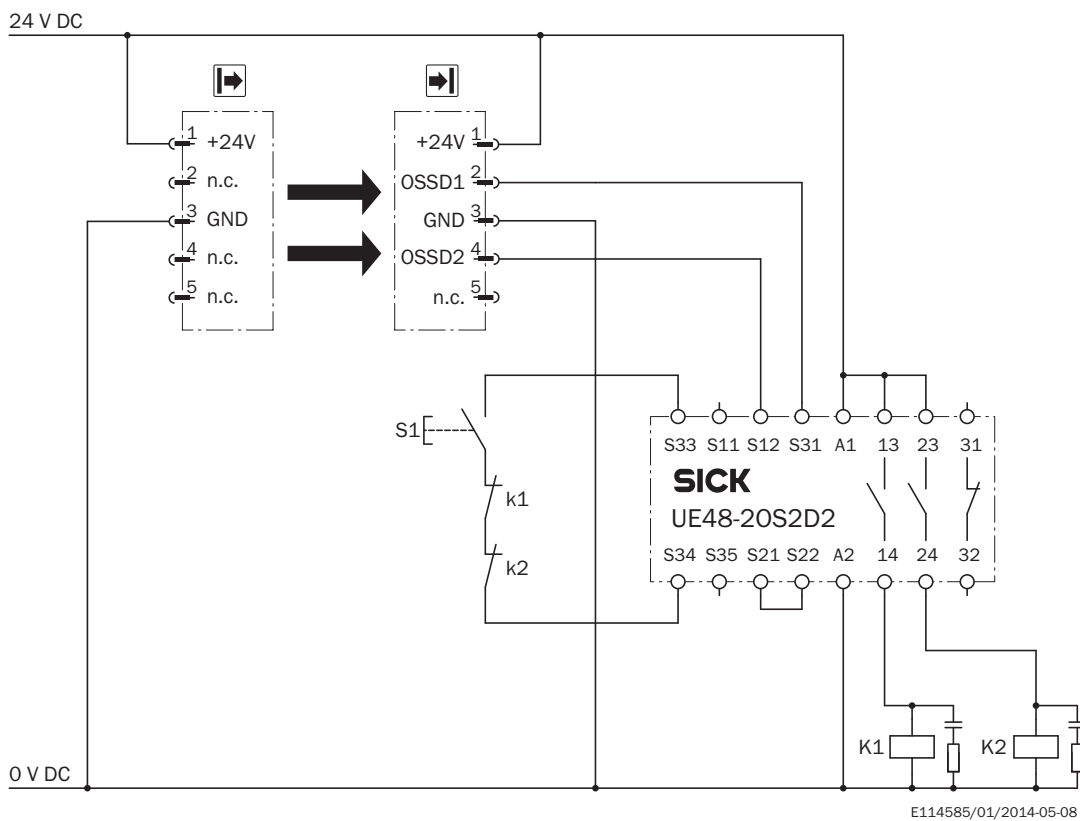 24 V DC
1 +24V
2 n.c.
3 GND
4 n.c.
5 n.c.
+24V 1
OSSD1 2
GND 3
OSSD2 4
n.c. 5
S1
k1
k2
S33 S11 S12 S31 A1 13 23 31
SICK
UE48-2OS2D2
S34 S35 S21 S22 A2 14 24 32
K1
K2
0 V DC
E114585/01/2014-05-08